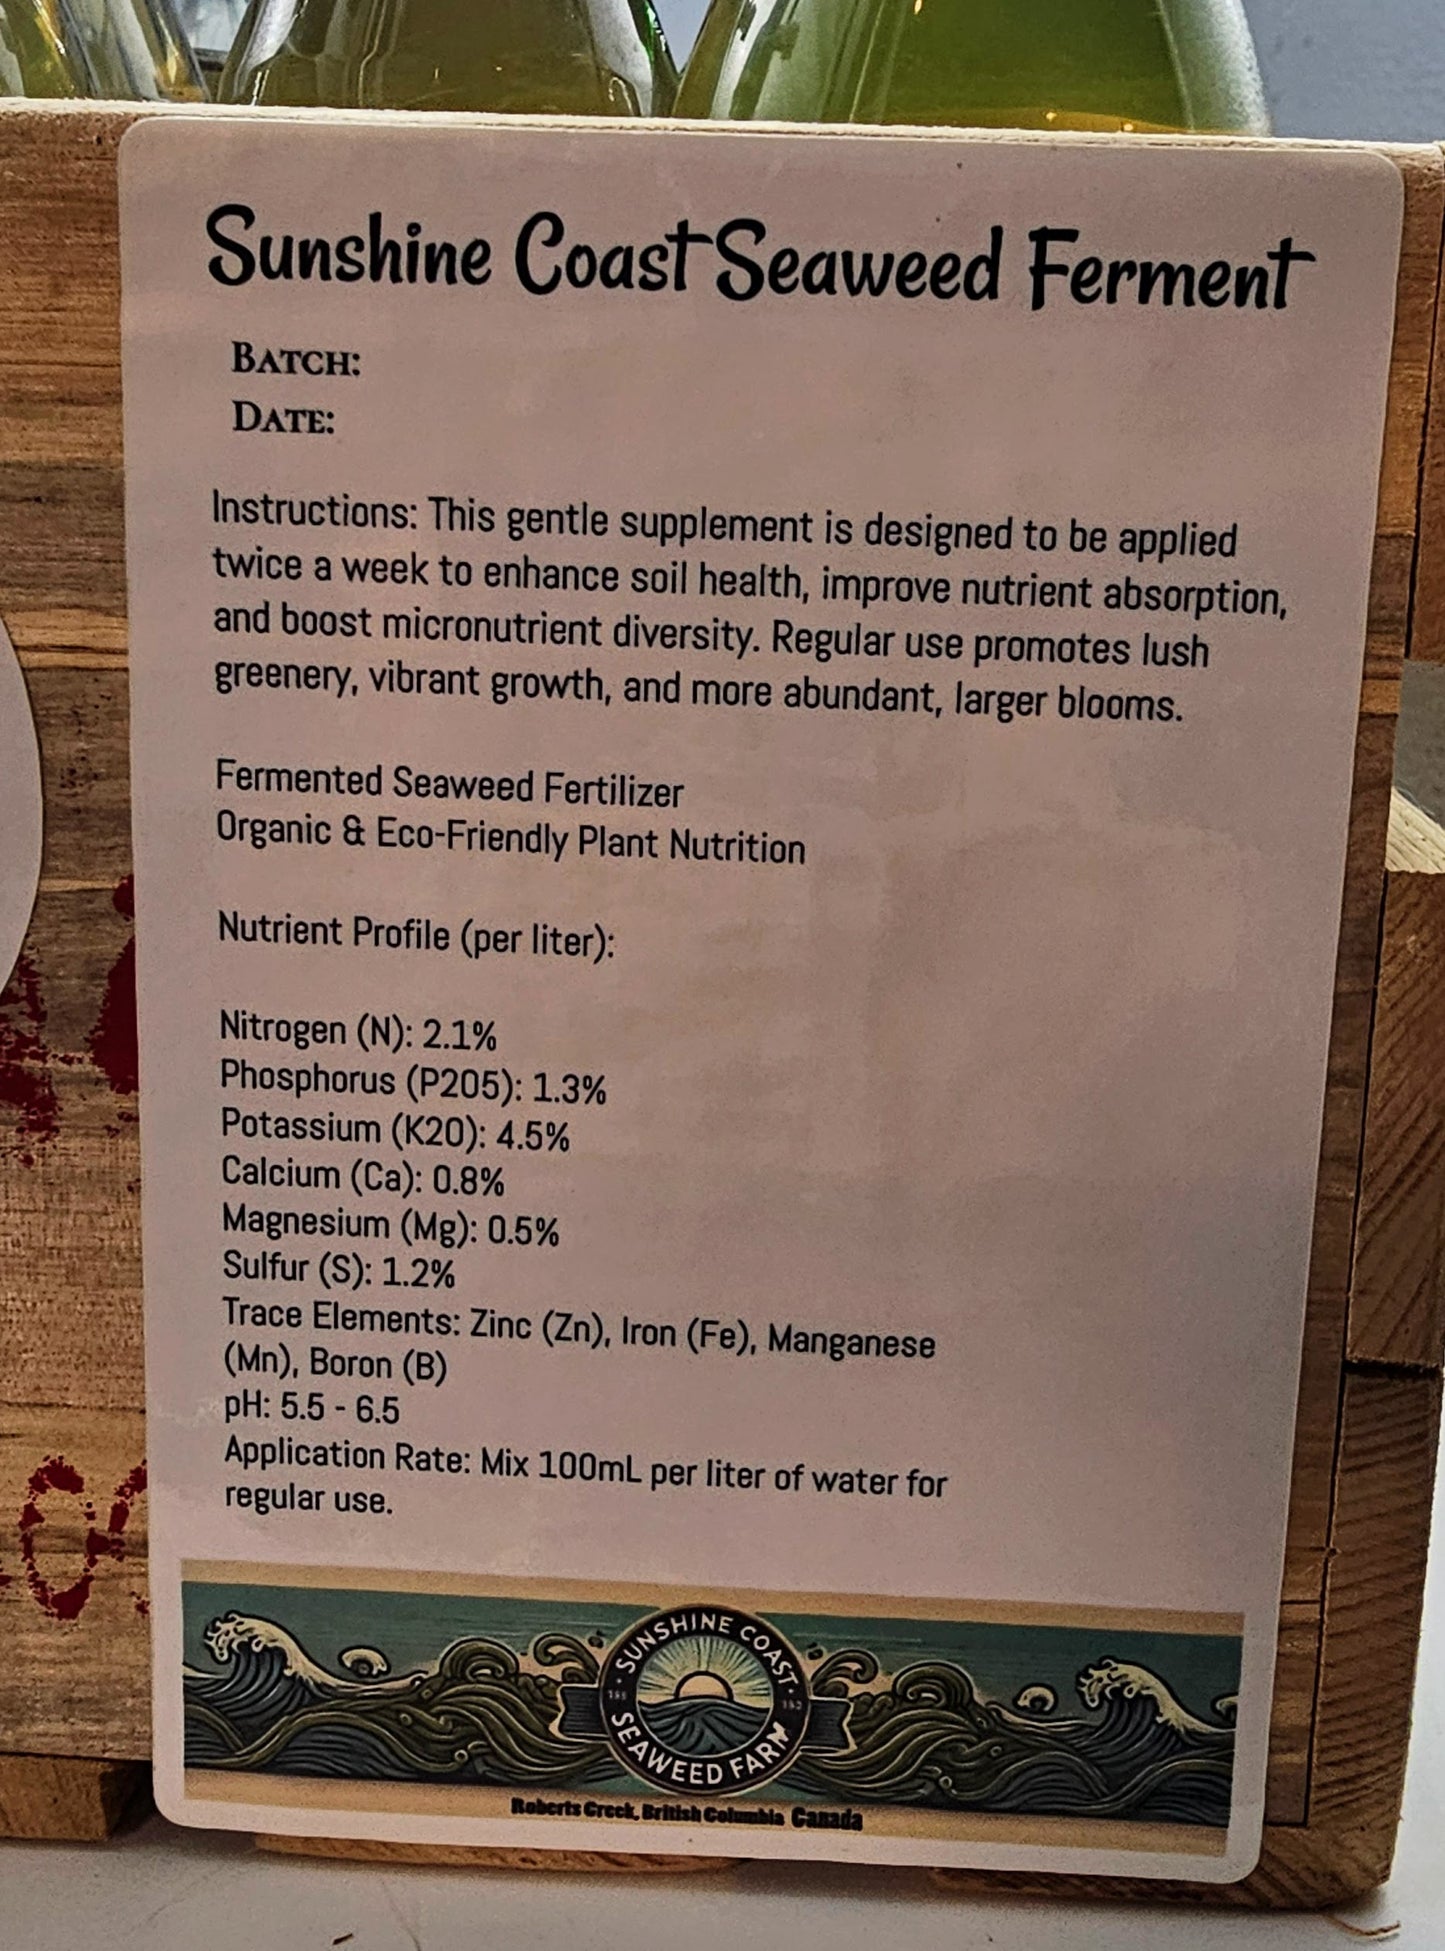 Sunshine Coast Seaweed Ferment
BATCH:
DATE:
Instructions: This gentle supplement is designed to be applied
twice a week to enhance soil health, improve nutrient absorption,
and boost micronutrient diversity. Regular use promotes lush
greenery, vibrant growth, and more abundant, larger blooms.
Fermented Seaweed Fertilizer
Organic & Eco-Friendly Plant Nutrition
Nutrient Profile (per liter):
Nitrogen (N): 2.1%
Phosphorus (P2O5): 1.3%
Potassium (K2O): 4.5%
Calcium (Ca): 0.8%
Magnesium (Mg): 0.5%
Sulfur (S): 1.2%
Trace Elements: Zinc (Zn), Iron (Fe), Manganese
(Mn), Boron (B)
pH: 5.5 - 6.5
Application Rate: Mix 100mL per liter of water for
regular use.
SUNSHINE COAST
SEAWEED FARM
Roberts Creek, British Columbia Canada